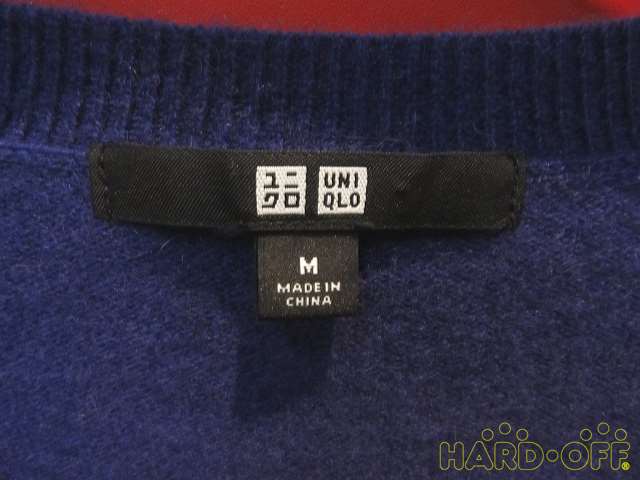 ユニ UNI
クロ QLO
M
MADE IN
CHINA
HARD-OFF®